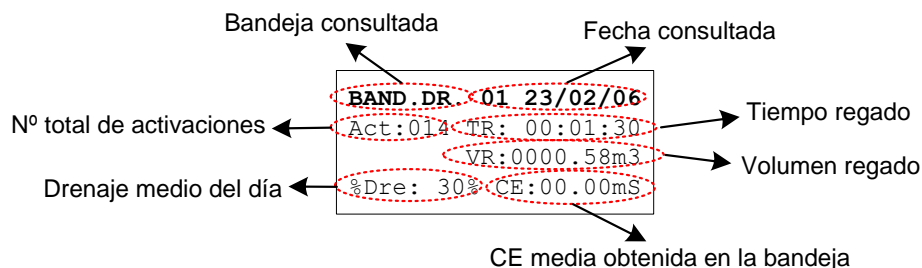 Bandeja consultada
Fecha consultada
BAND.DR. 01 23/02/06
Nº total de activaciones
Act:014 TR: 00:01:30
Tiempo regado
VR:0000.58m3
Volumen regado
Drenaje medio del día
%Dre: 30% CE:00.00mS
CE media obtenida en la bandeja